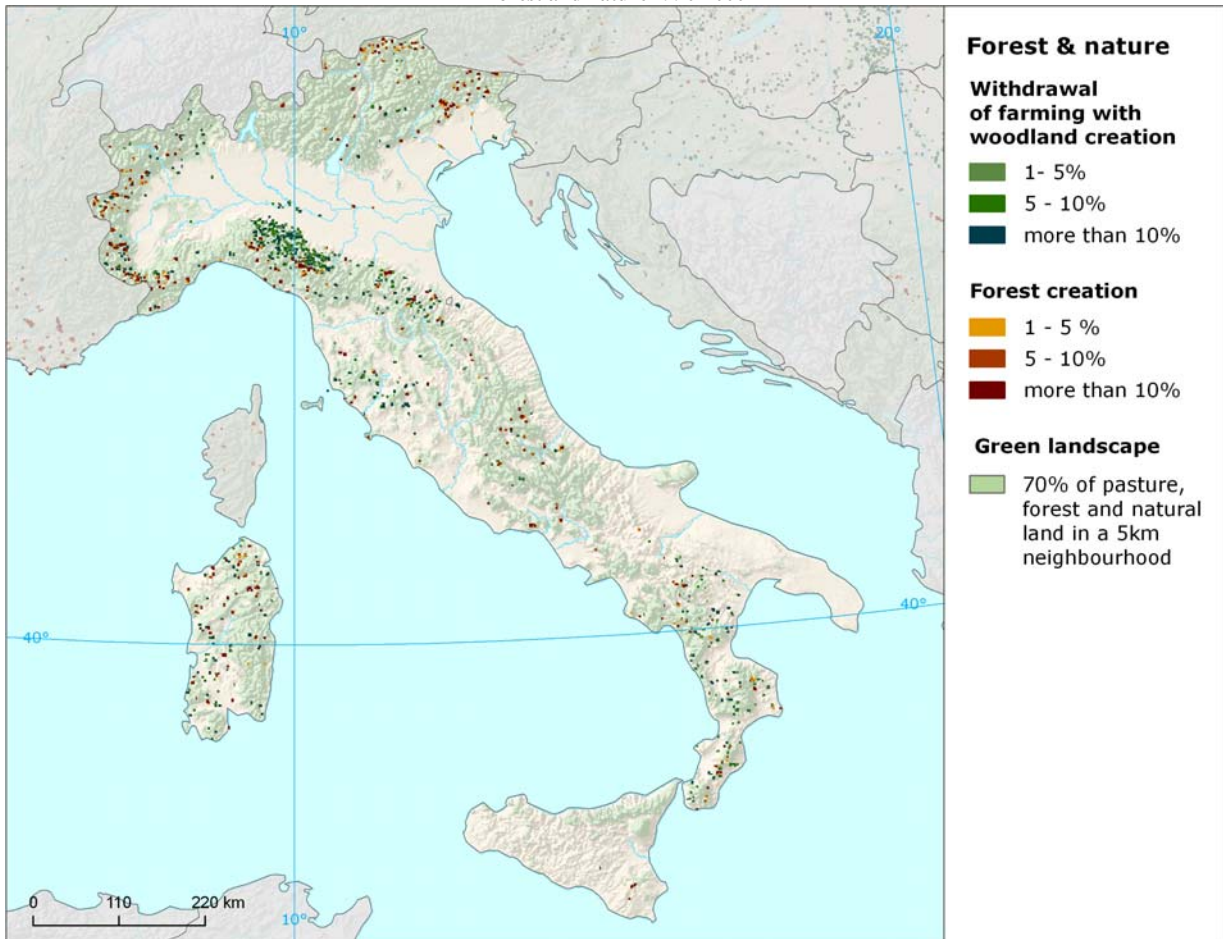 10°
20°
40°
40°
10°
0 110 220 km
Forest & nature
Withdrawal
of farming with
woodland creation
1- 5%
5 - 10%
more than 10%
Forest creation
1 - 5 %
5 - 10%
more than 10%
Green landscape
70% of pasture,
forest and natural
land in a 5km
neighbourhood